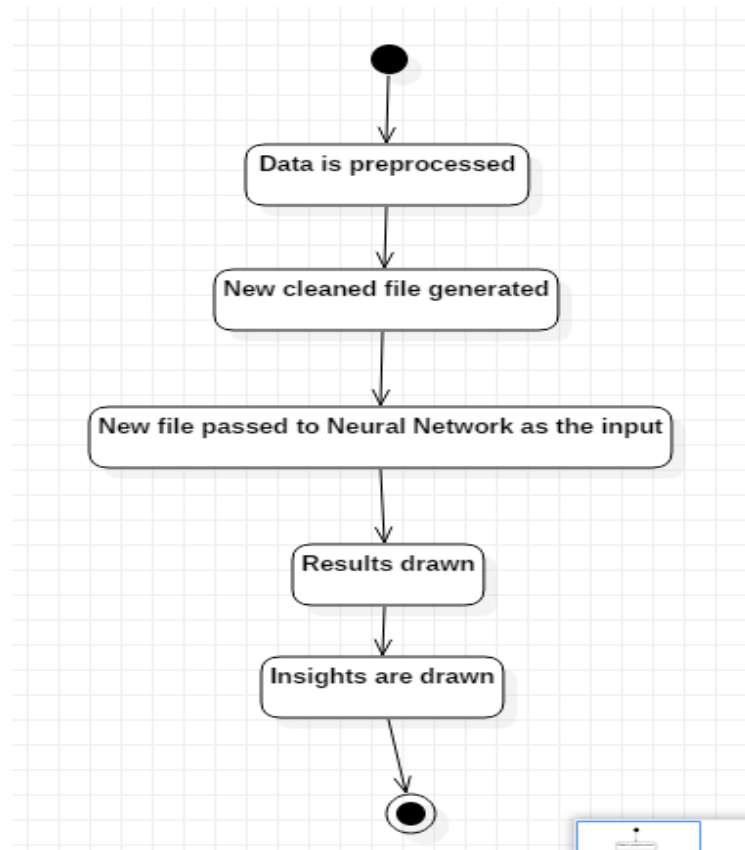 Data is preprocessed
New cleaned file generated
New file passed to Neural Network as the input
Results drawn
Insights are drawn